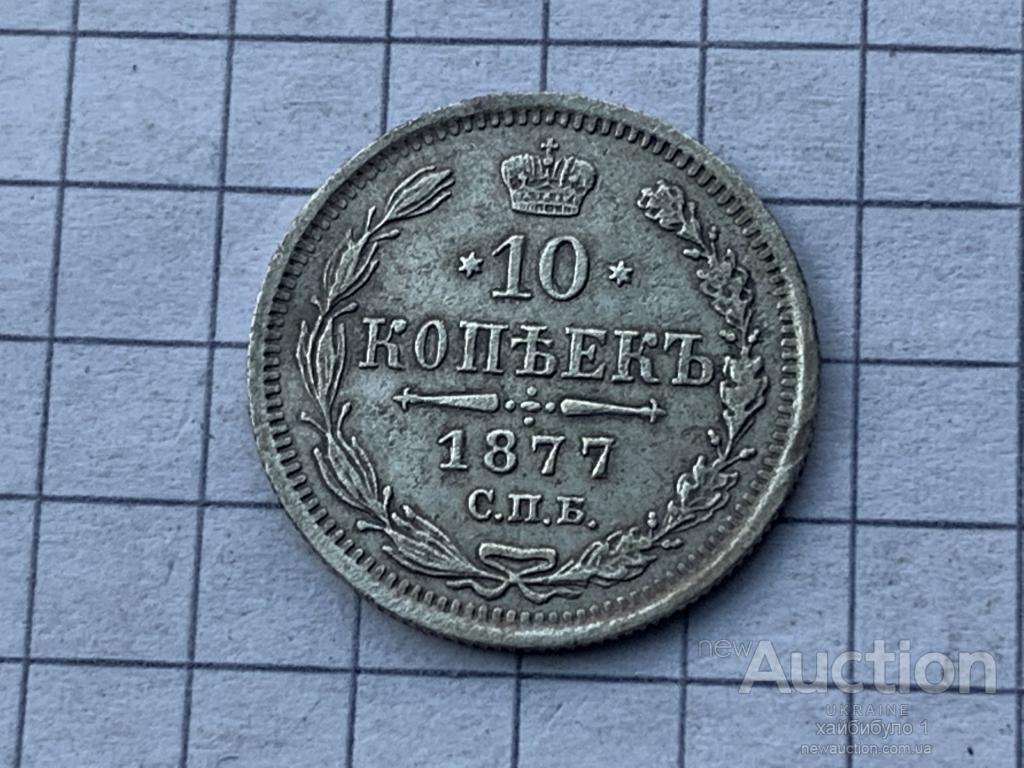 10
КОПѢЕКЪ
1877
С.П.Б.
newAuction
UKRAINE
хайбибуло 1
newauction.com.ua